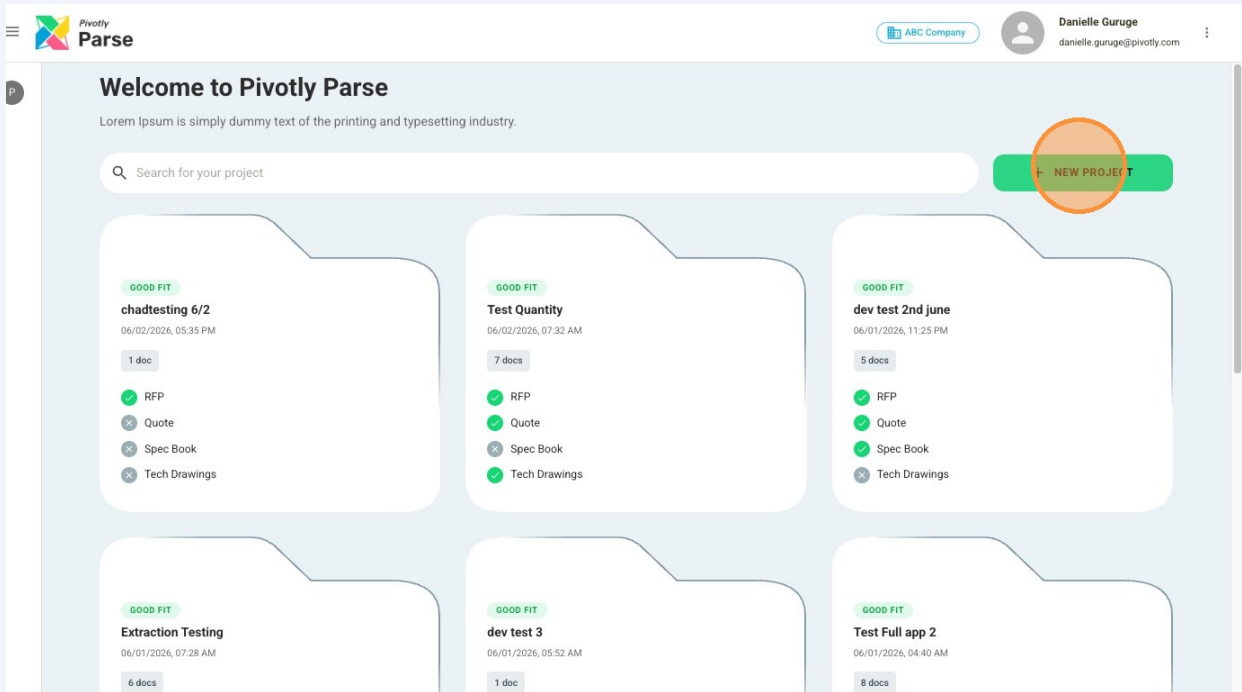 Pivotly
Parse
ABC Company
Danielle Guruge
danielle.guruge@pivotly.com
P
Welcome to Pivotly Parse
Lorem Ipsum is simply dummy text of the printing and typesetting industry.
Search for your project
+ NEW PROJECT
GOOD FIT
chadtesting 6/2
06/02/2026, 05:35 PM
1 doc
RFP
Quote
Spec Book
Tech Drawings
GOOD FIT
Test Quantity
06/02/2026, 07:32 AM
7 docs
RFP
Quote
Spec Book
Tech Drawings
GOOD FIT
dev test 2nd june
06/01/2026, 11:25 PM
5 docs
RFP
Quote
Spec Book
Tech Drawings
GOOD FIT
Extraction Testing
06/01/2026, 07:28 AM
6 docs
GOOD FIT
dev test 3
06/01/2026, 05:52 AM
1 doc
GOOD FIT
Test Full app 2
06/01/2026, 04:40 AM
8 docs